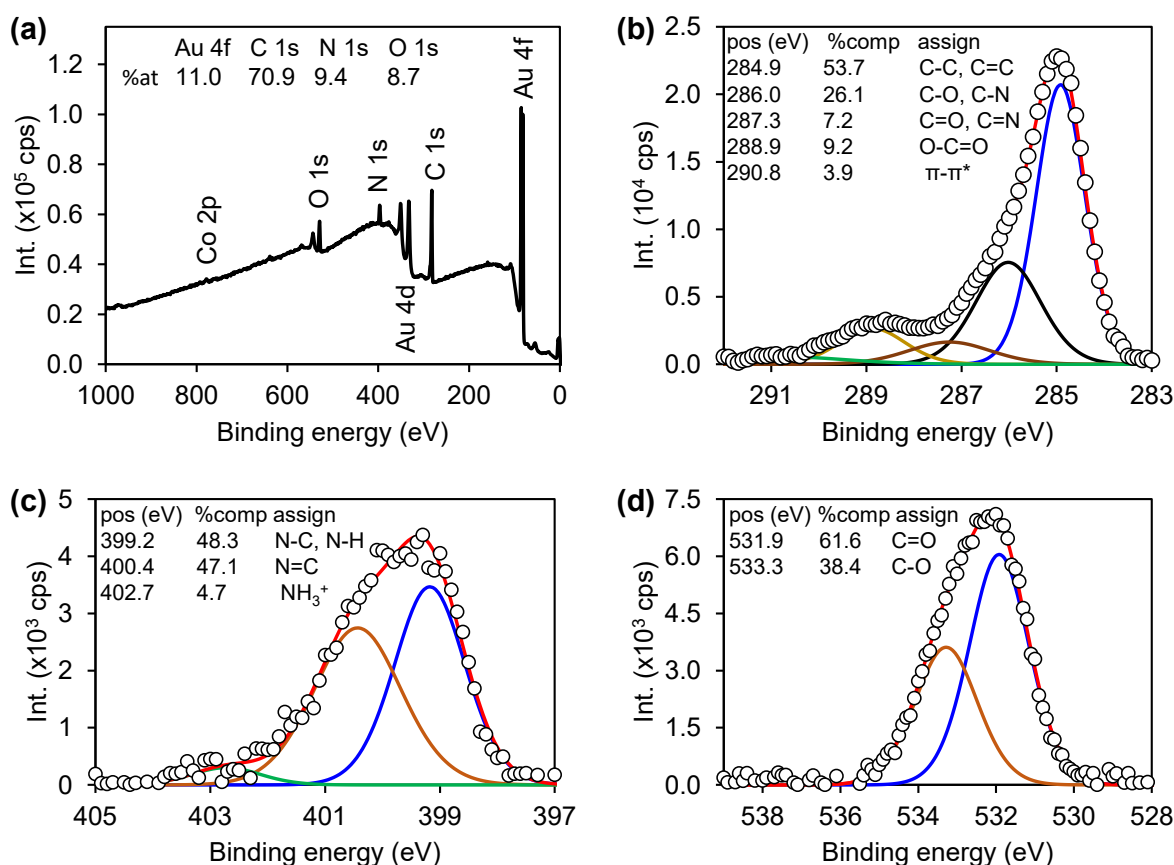 (a)
Au 4f C 1s N 1s O 1s
%at 11.0 70.9 9.4 8.7
Au 4f
C 1s
N 1s
O 1s
Co 2p
Au 4d
Int. (x10⁵ cps)
1.2
1.0
0.8
0.6
0.4
0.2
0.0
1000 800 600 400 200 0
Binding energy (eV)
(b)
pos (eV) %comp assign
284.9 53.7 C-C, C=C
286.0 26.1 C-O, C-N
287.3 7.2 C=O, C=N
288.9 9.2 O-C=O
290.8 3.9 π-π*
Int. (10⁴ cps)
2.5
2.0
1.5
1.0
0.5
0.0
291 289 287 285 283
Binidng energy (eV)
(c)
pos (eV) %comp assign
399.2 48.3 N-C, N-H
400.4 47.1 N=C
402.7 4.7 NH₃⁺
Int. (x10³ cps)
5
4
3
2
1
0
405 403 401 399 397
Binding energy (eV)
(d)
pos (eV) %comp assign
531.9 61.6 C=O
533.3 38.4 C-O
Int. (x10³ cps)
7.5
6.0
4.5
3.0
1.5
0.0
538 536 534 532 530 528
Binding energy (eV)